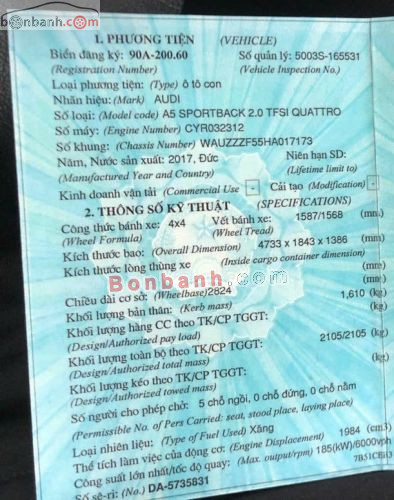 bonbanh.com
1. PHƯƠNG TIỆN (VEHICLE)
Biển đăng ký: 90A-200.60 Số quản lý: 5003S-165531
(Registration Number) (Vehicle Inspection No.)
Loại phương tiện: (Type) ô tô con
Nhãn hiệu: (Mark) AUDI
Số loại: (Model code) A5 SPORTBACK 2.0 TFSI QUATTRO
Số máy: (Engine Number) CYR032312
Số khung: (Chassis Number) WAUZZZF55HA017173
Năm, Nước sản xuất: 2017, Đức Niên hạn SD:
(Manufactured Year and Country) (Lifetime limit to)
Kinh doanh vận tải (Commercial Use - Cải tạo (Modification) -
2. THÔNG SỐ KỸ THUẬT (SPECIFICATIONS)
Công thức bánh xe: 4x4 Vết bánh xe: 1587/1568 (mm)
(Wheel Formula) (Wheel Tread)
Kích thước bao: (Overall Dimension) 4733 x 1843 x 1386 (mm)
Kích thước lòng thùng xe (Inside cargo container dimension)
(mm)
Bonbanh.com
Chiều dài cơ sở: (Wheelbase)2824 (mm)
Khối lượng bản thân: (Kerb mass) 1,610 (kg)
Khối lượng hàng CC theo TK/CP TGGT: (kg)
(Design/Authorized pay load)
Khối lượng toàn bộ theo TK/CP TGGT: 2105/2105 (kg)
(Design/Authorized total mass)
Khối lượng kéo theo TK/CP TGGT: (kg)
(Design/Authorized towed mass)
Số người cho phép chở: 5 chỗ ngồi, 0 chỗ đứng, 0 chỗ nằm
(Permissible No. of Pers Carried: seat, stood place, laying place)
Loại nhiên liệu: (Type of Fuel Used) Xăng
Thể tích làm việc của động cơ: (Engine Displacement) 1984 (cm3)
Công suất lớn nhất/tốc độ quay: (Max. output/rpm) 185(kW)/6000vph
Số sê-ri: (No.) DA-5735831